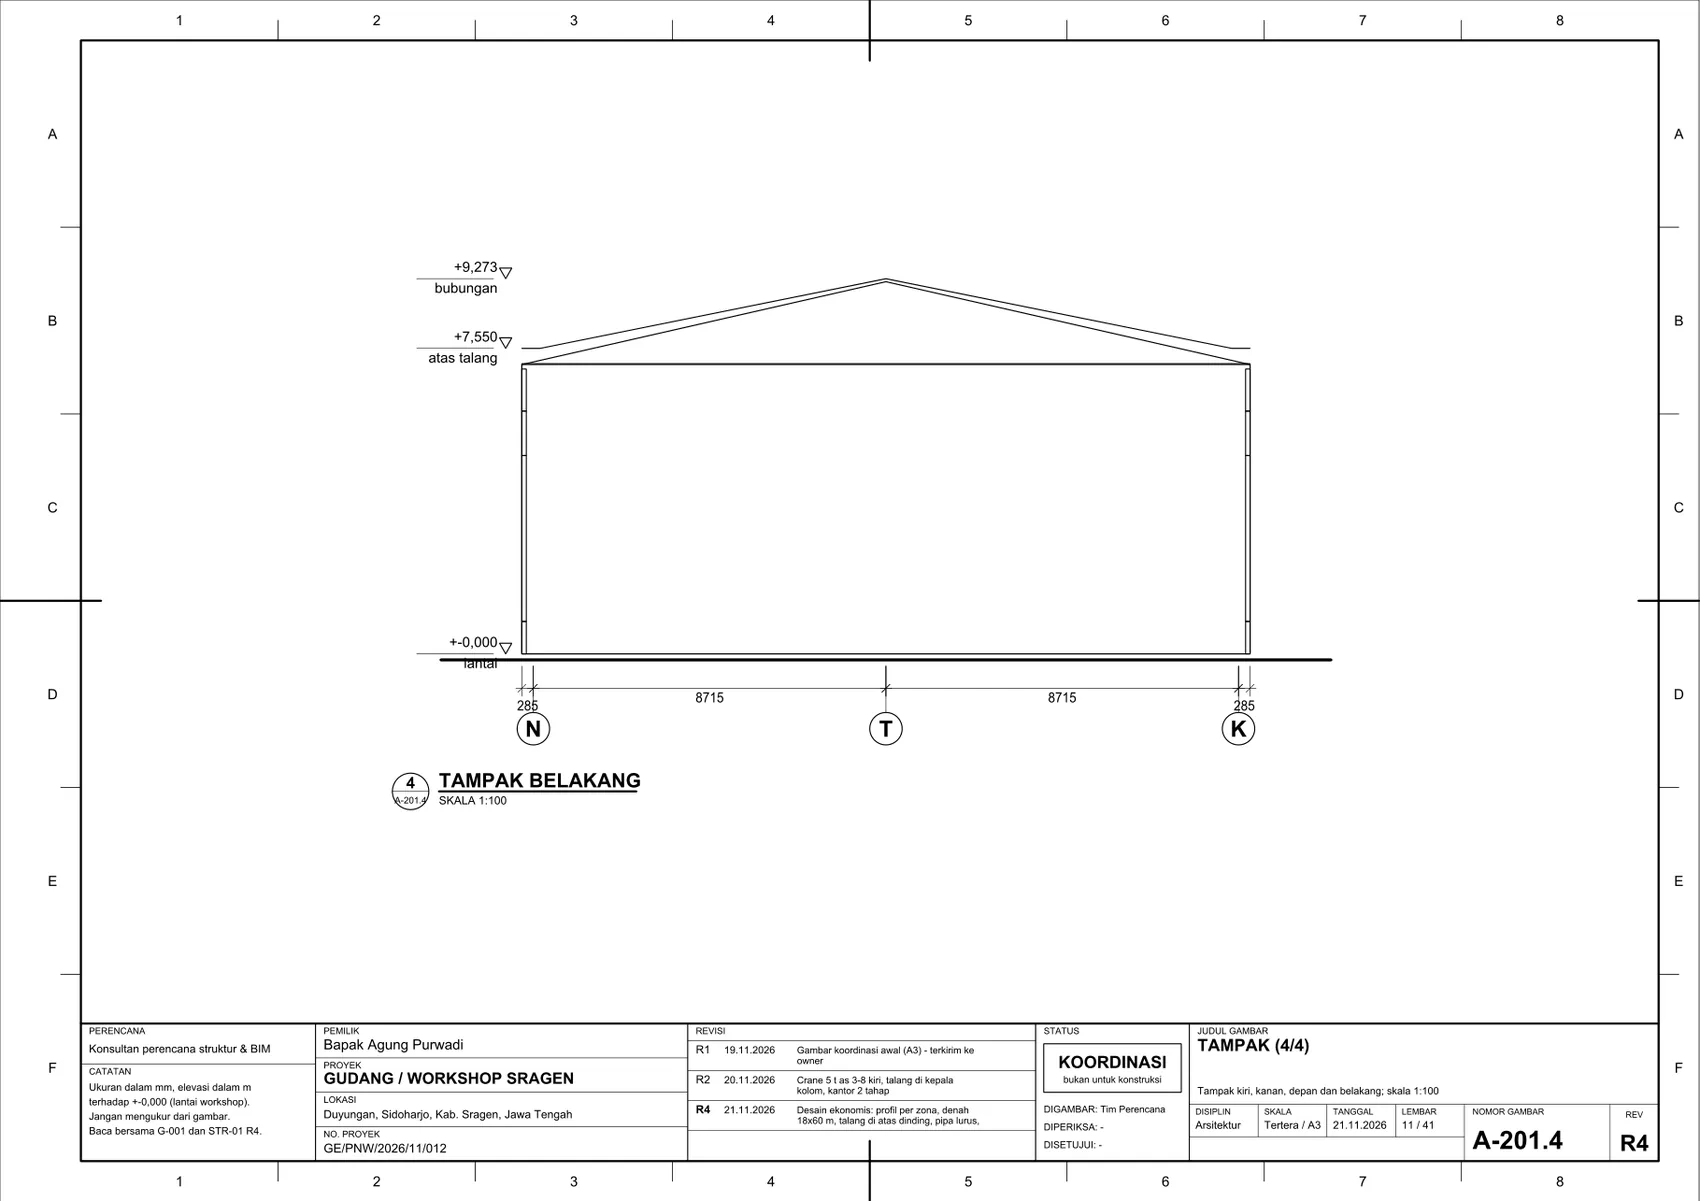 1 2 3 4 5 6 7 8
A A
B B
C C
D D
E E
F F
+9,273
bubungan
+7,550
atas talang
+-0,000
lantai
8715 8715
285 285
N T K
4
A-201.4
TAMPAK BELAKANG
SKALA 1:100
PERENCANA
Konsultan perencana struktur & BIM
CATATAN
Ukuran dalam mm, elevasi dalam m
terhadap +-0,000 (lantai workshop).
Jangan mengukur dari gambar.
Baca bersama G-001 dan STR-01 R4.
PEMILIK
Bapak Agung Purwadi
PROYEK
GUDANG / WORKSHOP SRAGEN
LOKASI
Duyungan, Sidoharjo, Kab. Sragen, Jawa Tengah
NO. PROYEK
GE/PNW/2026/11/012
REVISI
R1 19.11.2026 Gambar koordinasi awal (A3) - terkirim ke
owner
R2 20.11.2026 Crane 5 t as 3-8 kiri, talang di kepala
kolom, kantor 2 tahap
R4 21.11.2026 Desain ekonomis: profil per zona, denah
18x60 m, talang di atas dinding, pipa lurus,
STATUS
KOORDINASI
bukan untuk konstruksi
DIGAMBAR: Tim Perencana
DIPERIKSA: -
DISETUJUI: -
JUDUL GAMBAR
TAMPAK (4/4)
Tampak kiri, kanan, depan dan belakang; skala 1:100
DISIPLIN
Arsitektur
SKALA
Tertera / A3
TANGGAL
21.11.2026
LEMBAR
11 / 41
NOMOR GAMBAR
A-201.4
REV
R4
1 2 3 4 5 6 7 8